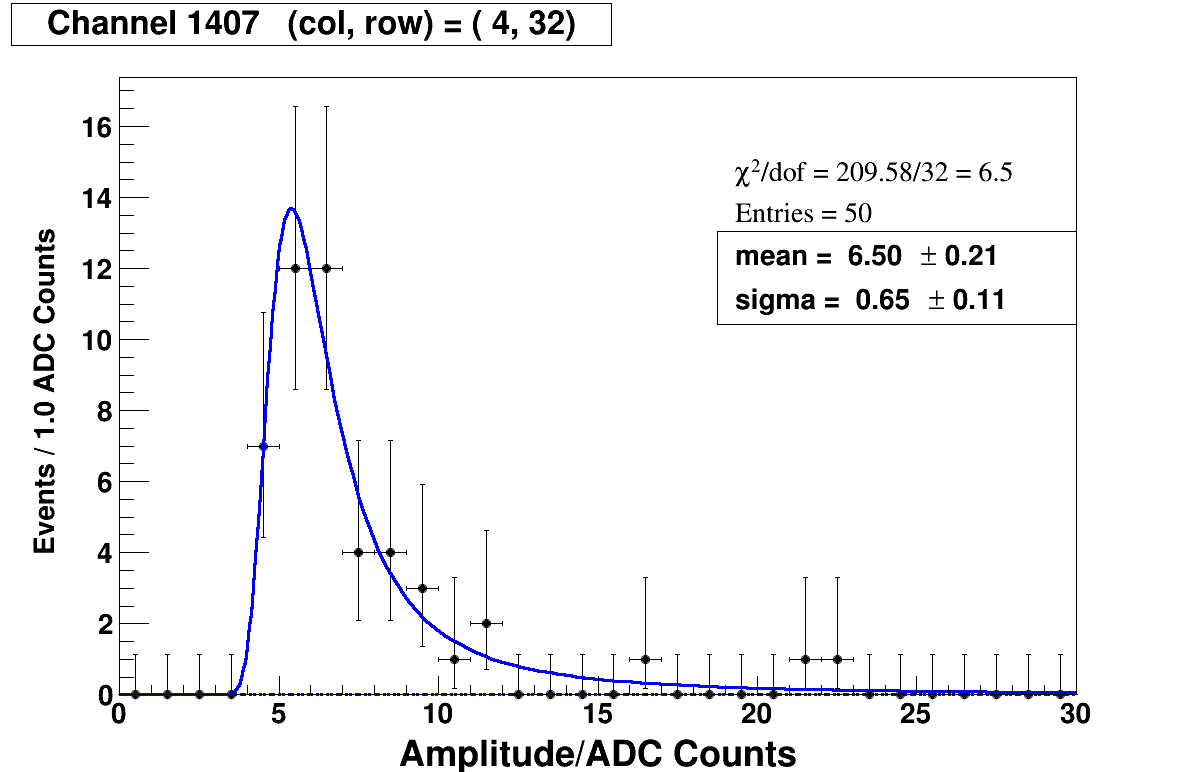 Channel 1407 (col, row) = ( 4, 32)
χ²/dof = 209.58/32 = 6.5
Entries = 50
mean = 6.50 ± 0.21
sigma = 0.65 ± 0.11
Events / 1.0 ADC Counts
16
14
12
10
8
6
4
2
0
0 5 10 15 20 25 30
Amplitude/ADC Counts